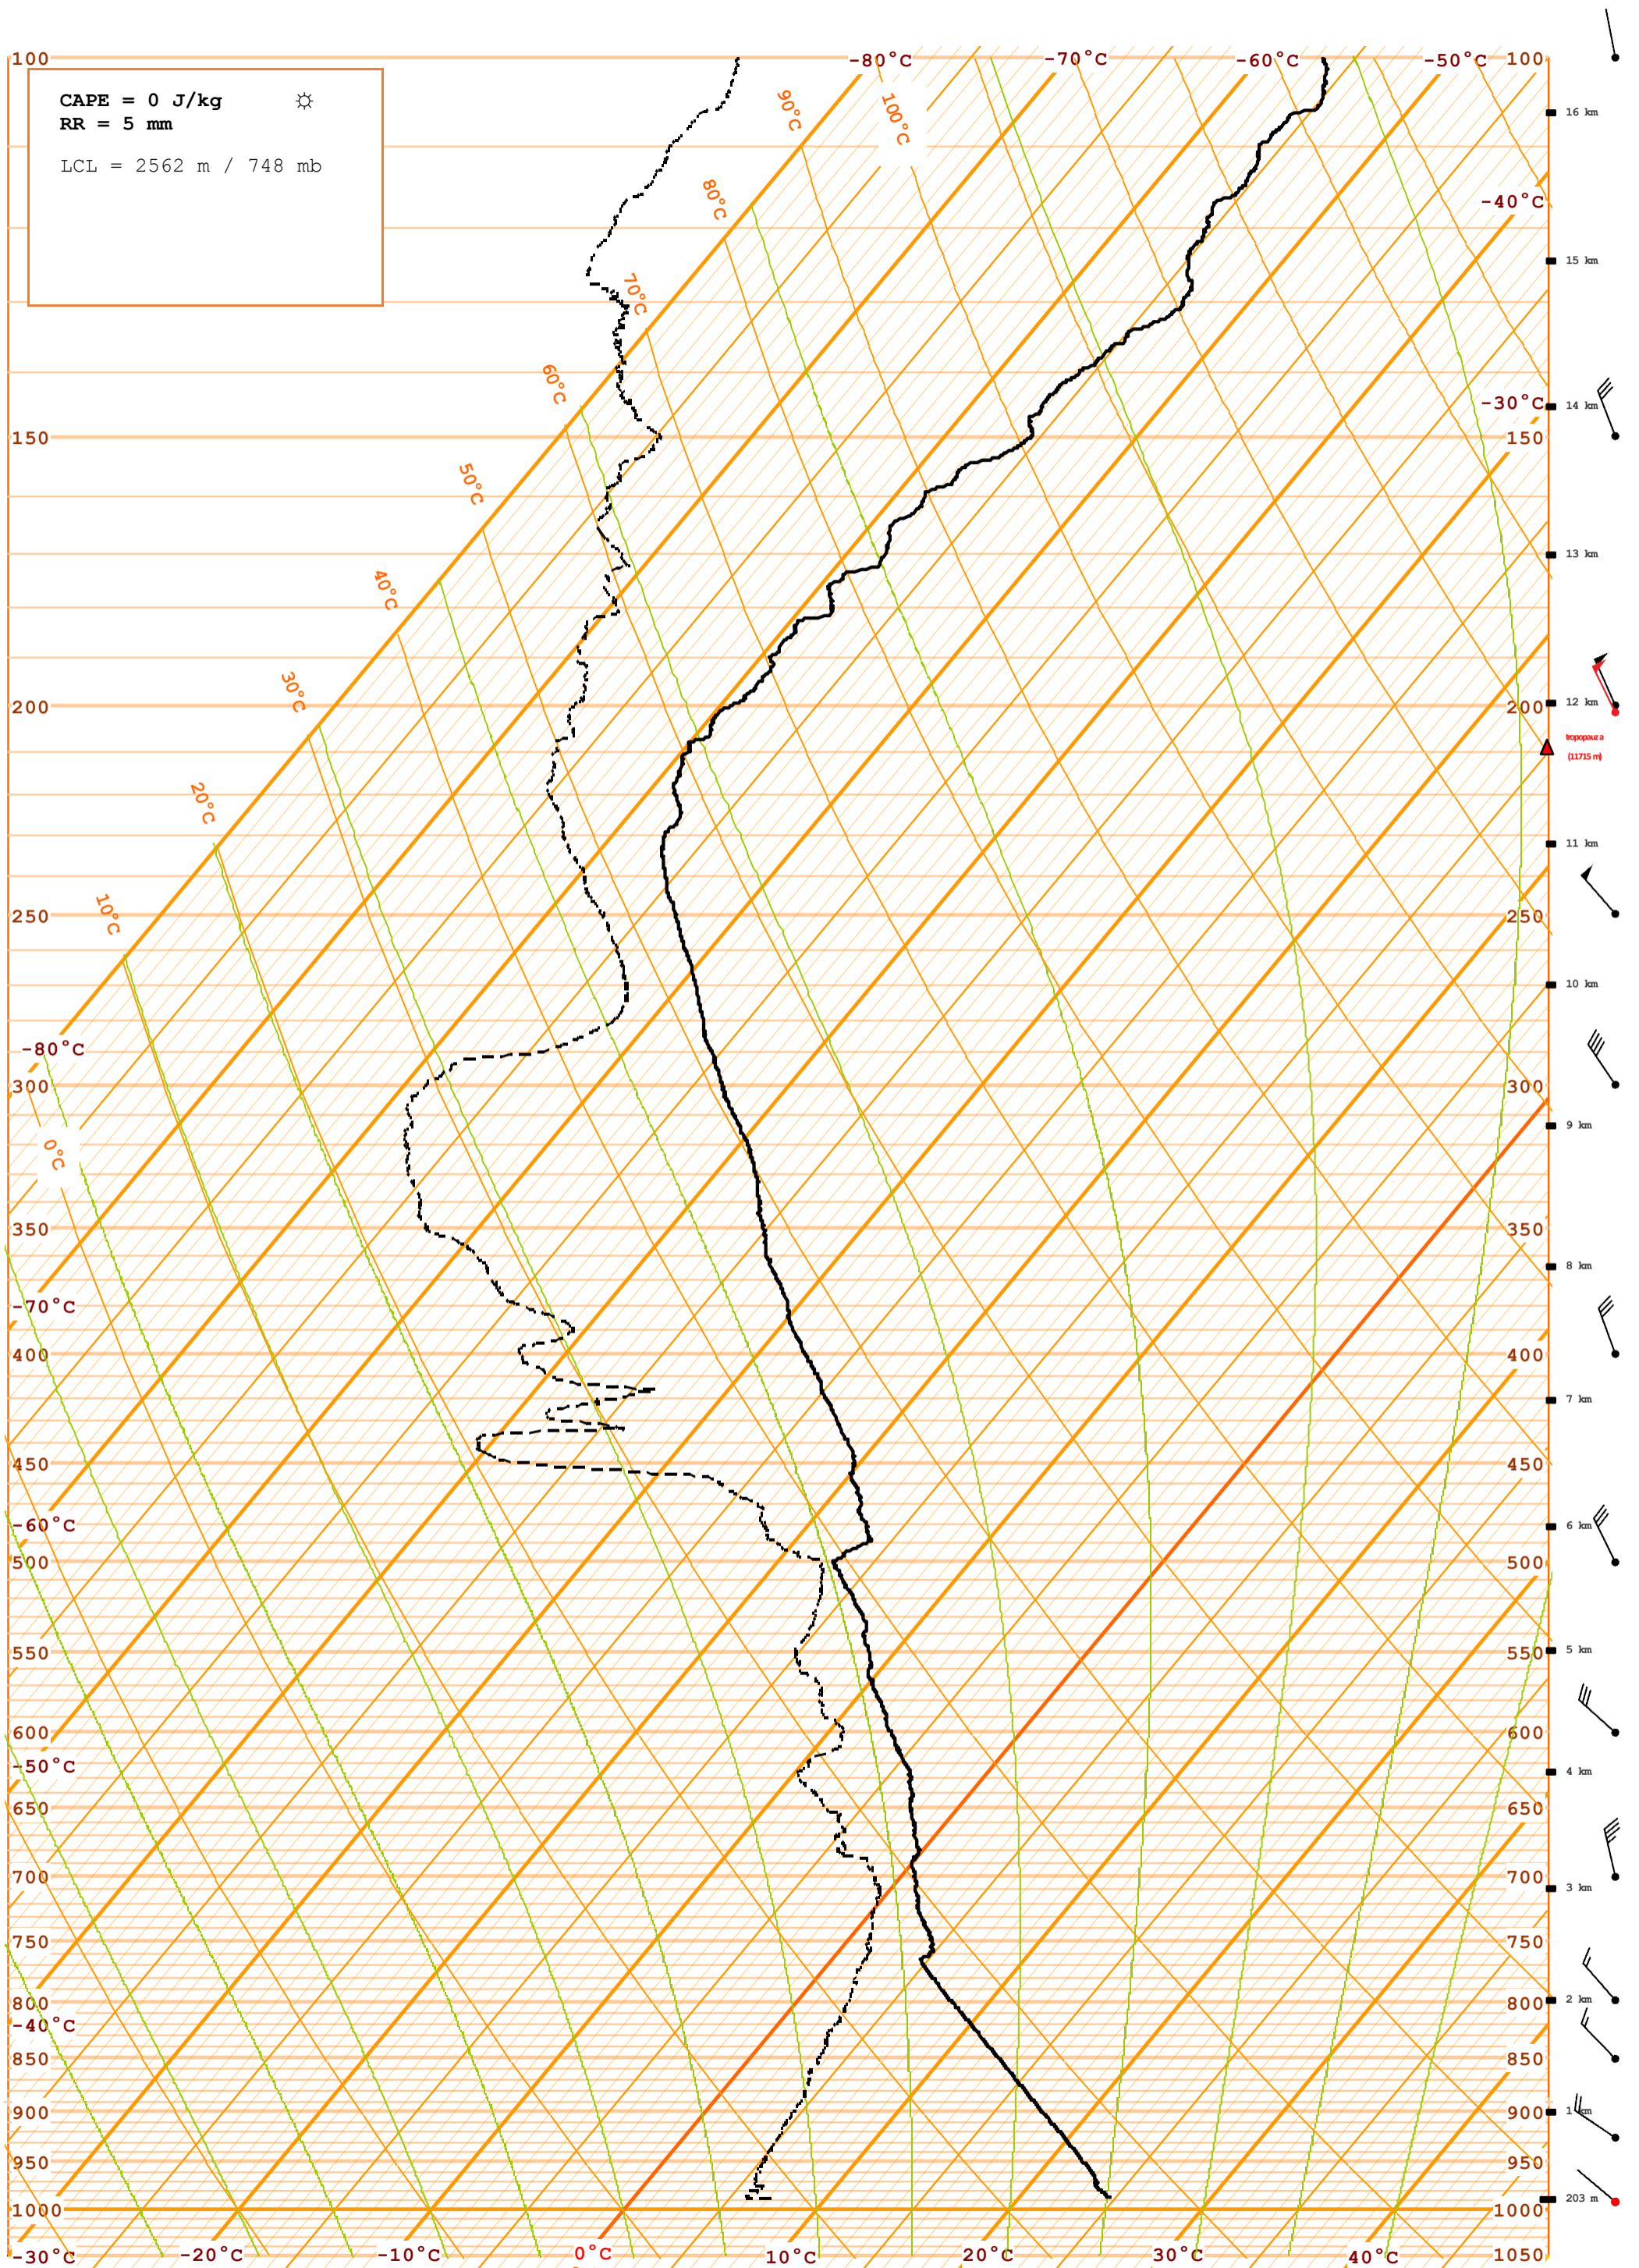 -80°C -70°C -60°C -50°C
100 100
CAPE = 0 J/kg ☼
RR = 5 mm
LCL = 2562 m / 748 mb
90°C 100°C
16 km
80°C
-40°C
15 km
70°C
60°C
-30°C
14 km
150 150
50°C
13 km
40°C
30°C
200 200
12 km
tropopauza
(11715 m)
20°C
11 km
10°C
250 250
10 km
-80°C
300 300
9 km
0°C
350 350
8 km
-70°C
400 400
7 km
450 450
-60°C
6 km
500 500
550 550
5 km
600 600
-50°C
4 km
650 650
700 700
3 km
750 750
800 800
2 km
-40°C
850 850
900 900
1 km
950 950
203 m
1000 1000
-30°C -20°C -10°C 0°C 10°C 20°C 30°C 40°C 1050